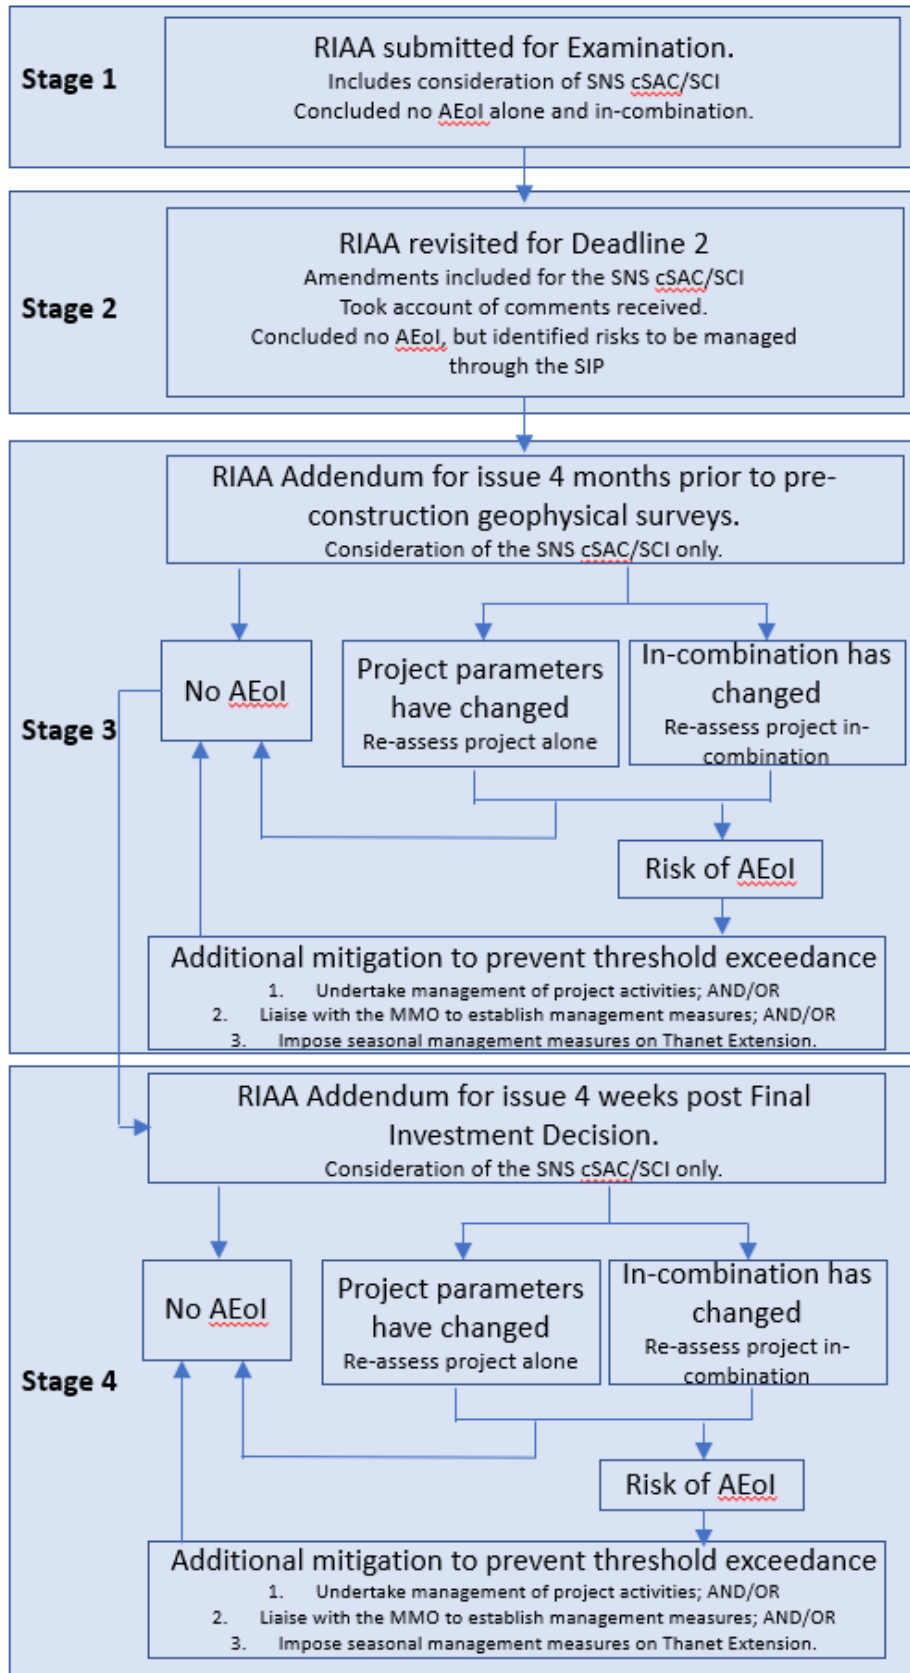 Stage 1
RIAA submitted for Examination.
Includes consideration of SNS cSAC/SCI
Concluded no AEoI alone and in-combination.
Stage 2
RIAA revisited for Deadline 2
Amendments included for the SNS cSAC/SCI
Took account of comments received.
Concluded no AEoI, but identified risks to be managed
through the SIP
Stage 3
RIAA Addendum for issue 4 months prior to pre-
construction geophysical surveys.
Consideration of the SNS cSAC/SCI only.
No AEoI
Project parameters
have changed
Re-assess project alone
In-combination has
changed
Re-assess project in-
combination
Risk of AEoI
Additional mitigation to prevent threshold exceedance
1. Undertake management of project activities; AND/OR
2. Liaise with the MMO to establish management measures; AND/OR
3. Impose seasonal management measures on Thanet Extension.
Stage 4
RIAA Addendum for issue 4 weeks post Final
Investment Decision.
Consideration of the SNS cSAC/SCI only.
No AEoI
Project parameters
have changed
Re-assess project alone
In-combination has
changed
Re-assess project in-
combination
Risk of AEoI
Additional mitigation to prevent threshold exceedance
1. Undertake management of project activities; AND/OR
2. Liaise with the MMO to establish management measures; AND/OR
3. Impose seasonal management measures on Thanet Extension.